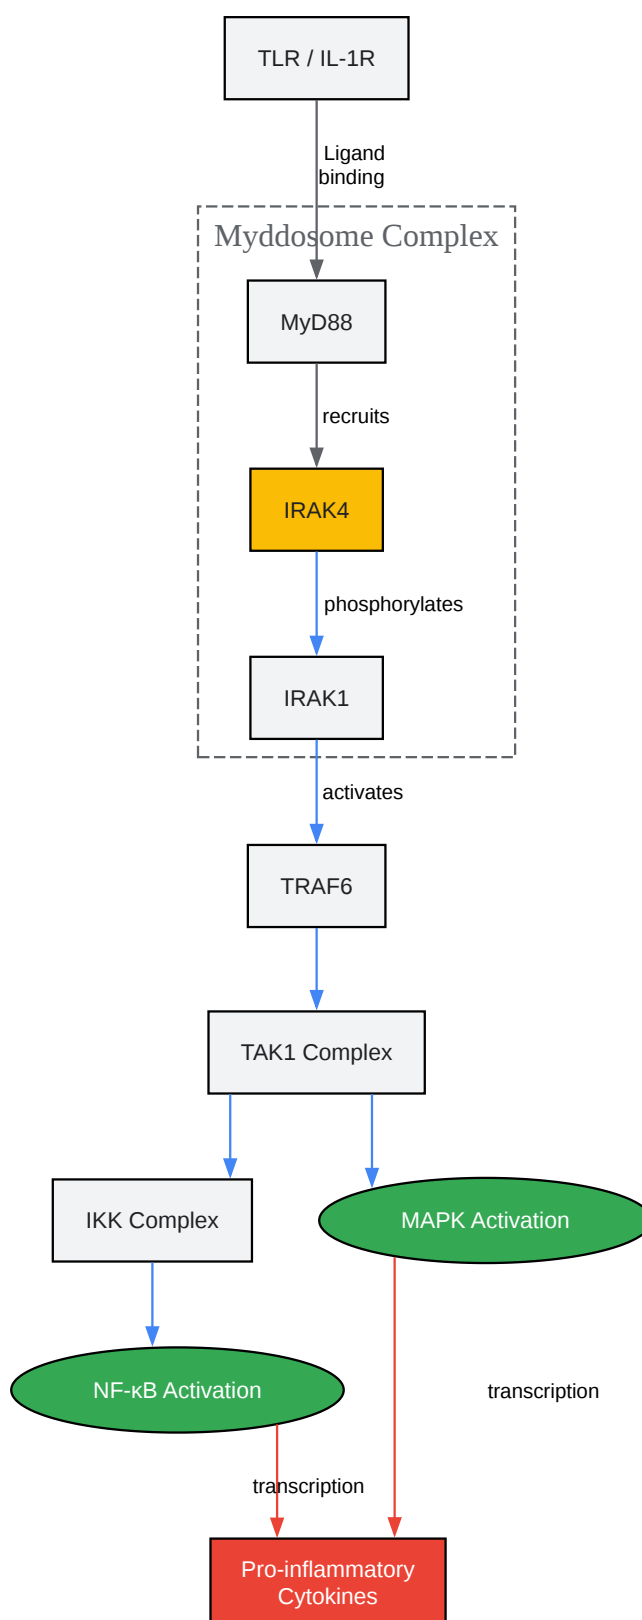 TLR / IL-1R
Ligand
binding
Myddosome Complex
MyD88
recruits
IRAK4
phosphorylates
IRAK1
activates
TRAF6
TAK1 Complex
IKK Complex
MAPK Activation
NF-κB Activation
transcription
transcription
Pro-inflammatory
Cytokines